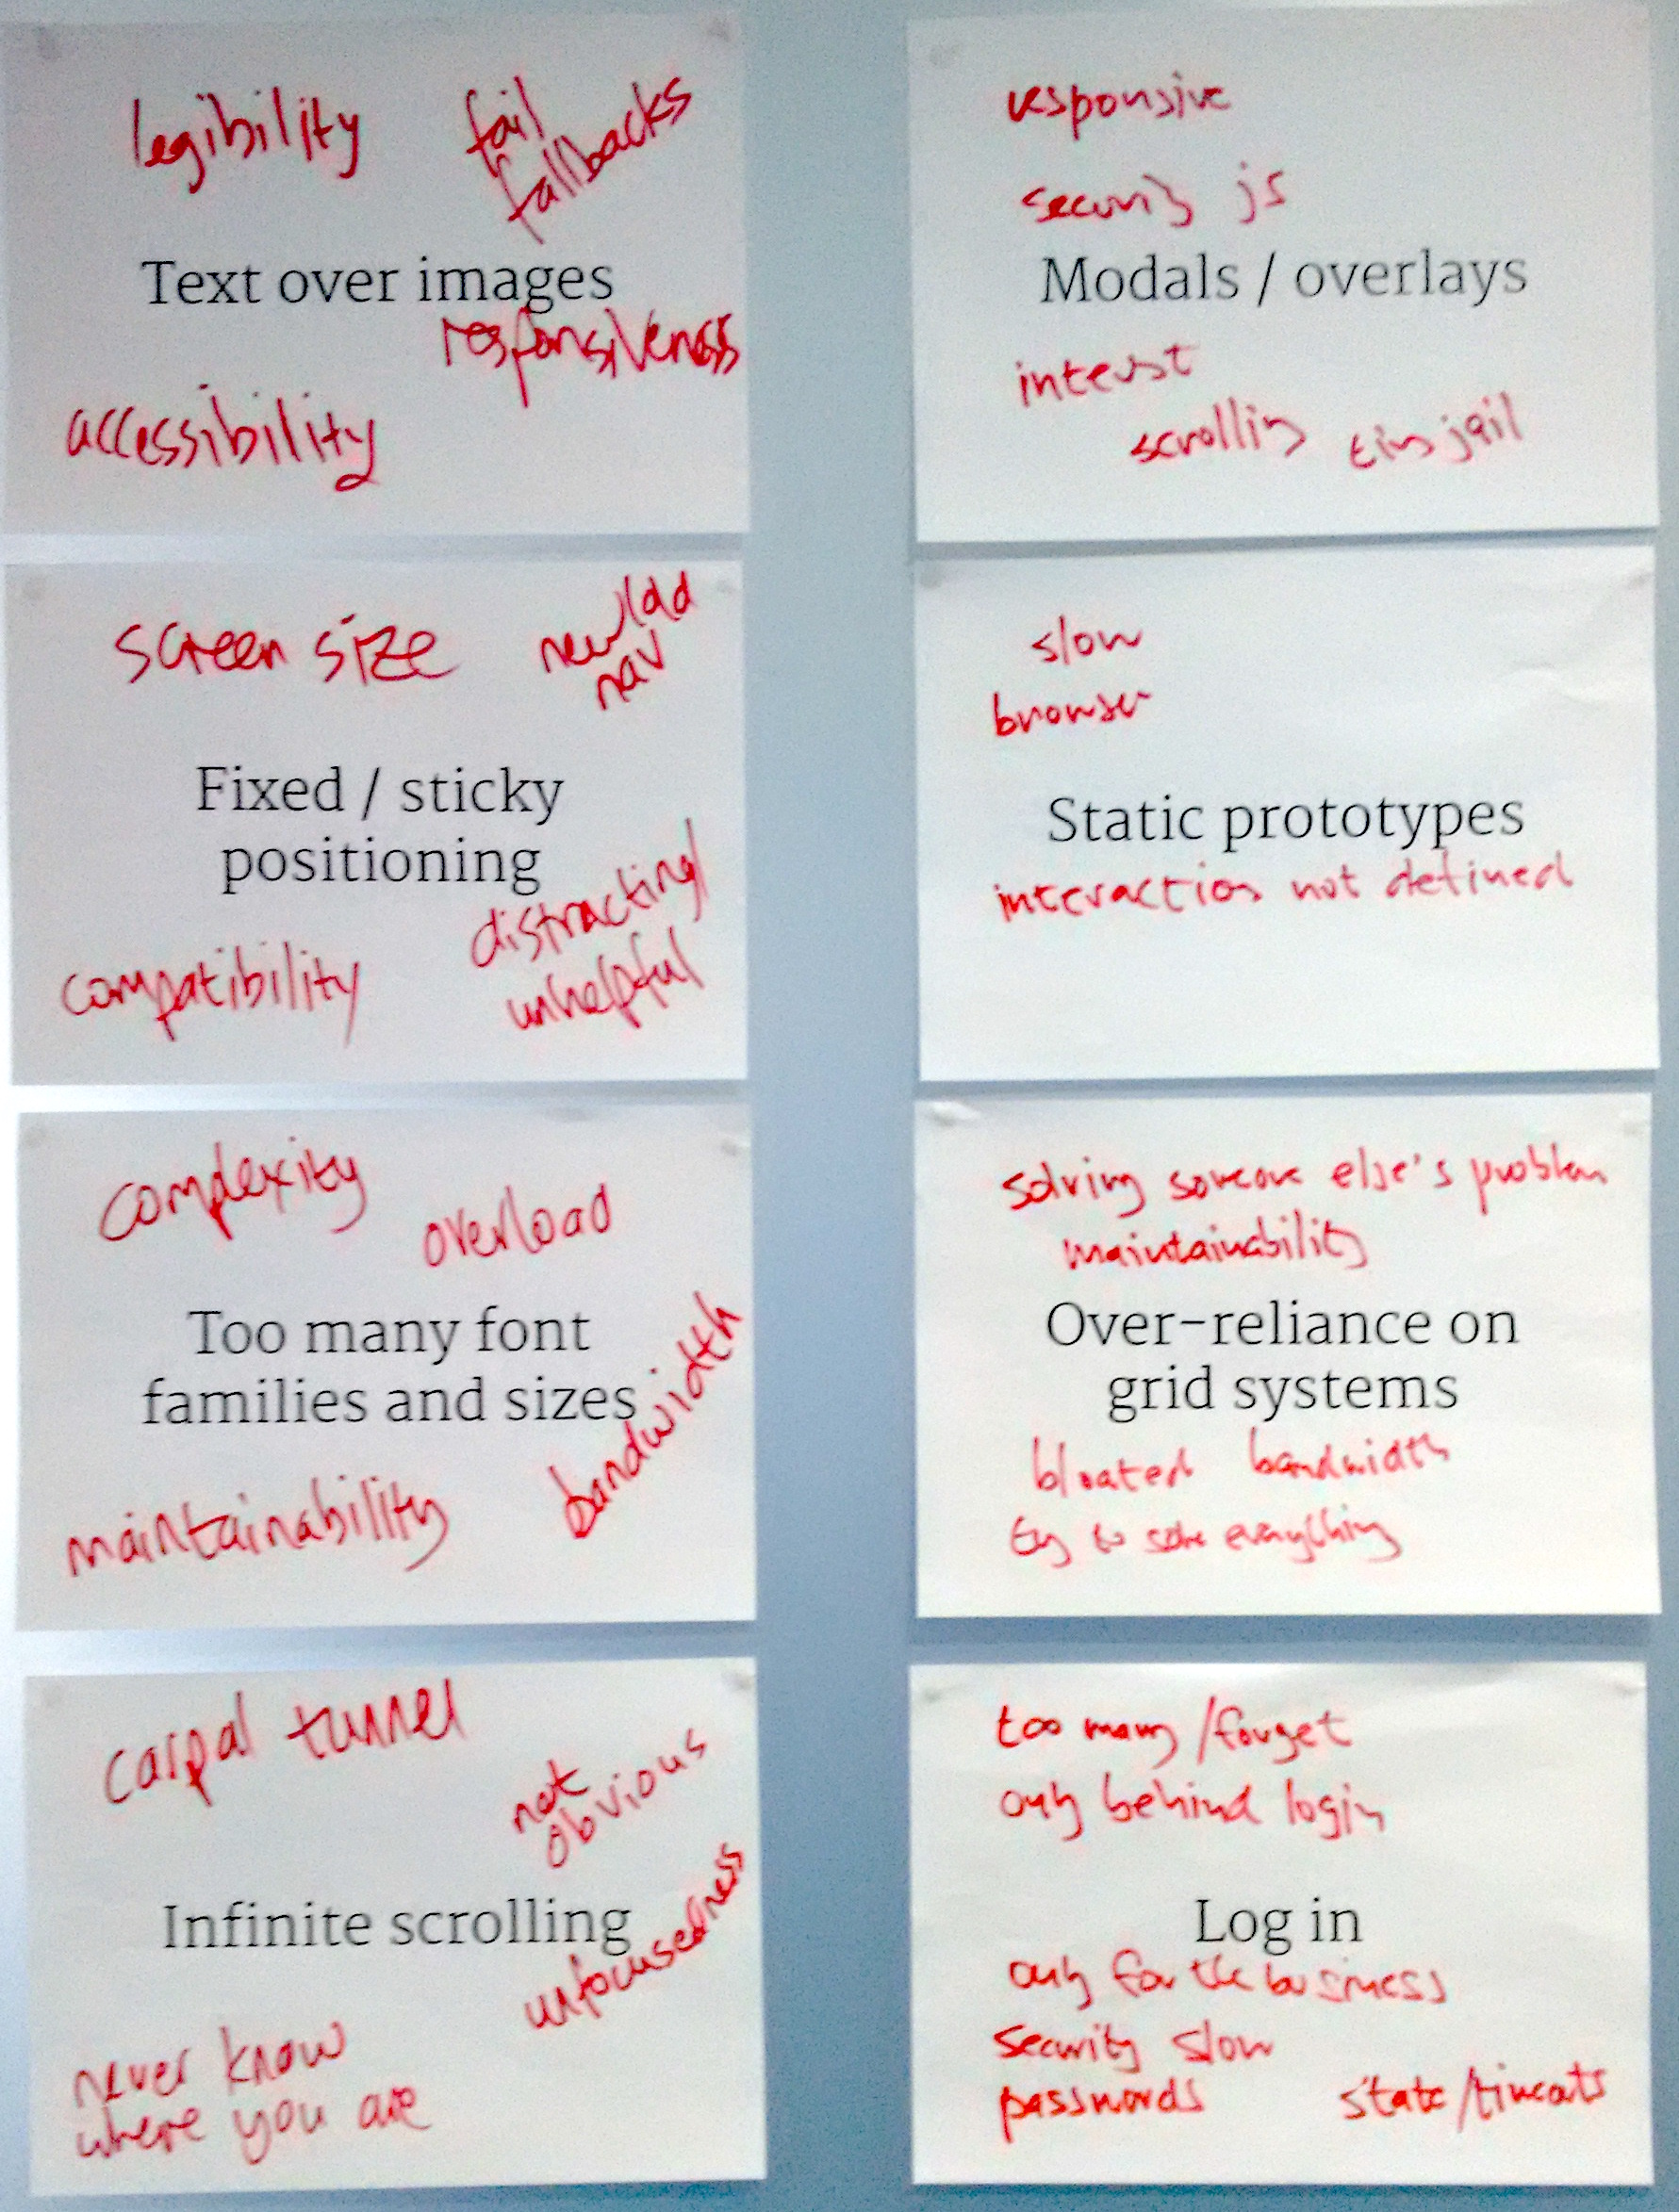 legibility
fail
fallbacks
Text over images
responsiveness
accessibility
responsive
security js
Modals / overlays
interest
scrolling tiny jail
screen size
new/add
nav
Fixed / sticky
positioning
distracting/
unhelpful
compatibility
slow
browser
Static prototypes
interaction not defined
complexity
overload
Too many font
families and sizes
bandwidth
maintainability
solving someone else's problem
maintainability
Over-reliance on
grid systems
bloated bandwidth
try to solve everything
carpal tunnel
not
obvious
Infinite scrolling
unfocusedness
never know
where you are
too many/forget
only behind login
Log in
only for the business
security slow
passwords state/timeouts